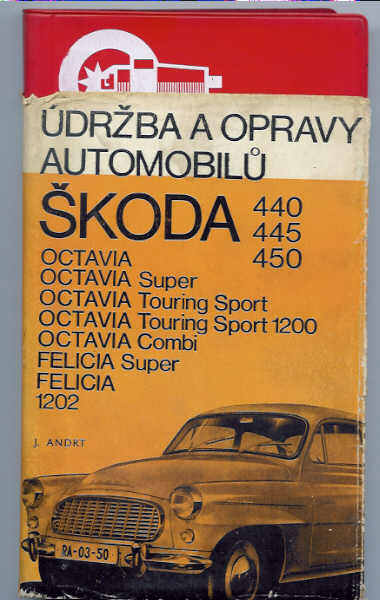 ÚDRŽBA A OPRAVY
AUTOMOBILŮ
ŠKODA 440
445
450
OCTAVIA
OCTAVIA Super
OCTAVIA Touring Sport
OCTAVIA Touring Sport 1200
OCTAVIA Combi
FELICIA Super
FELICIA
1202
J. ANDRT
RA-03-50